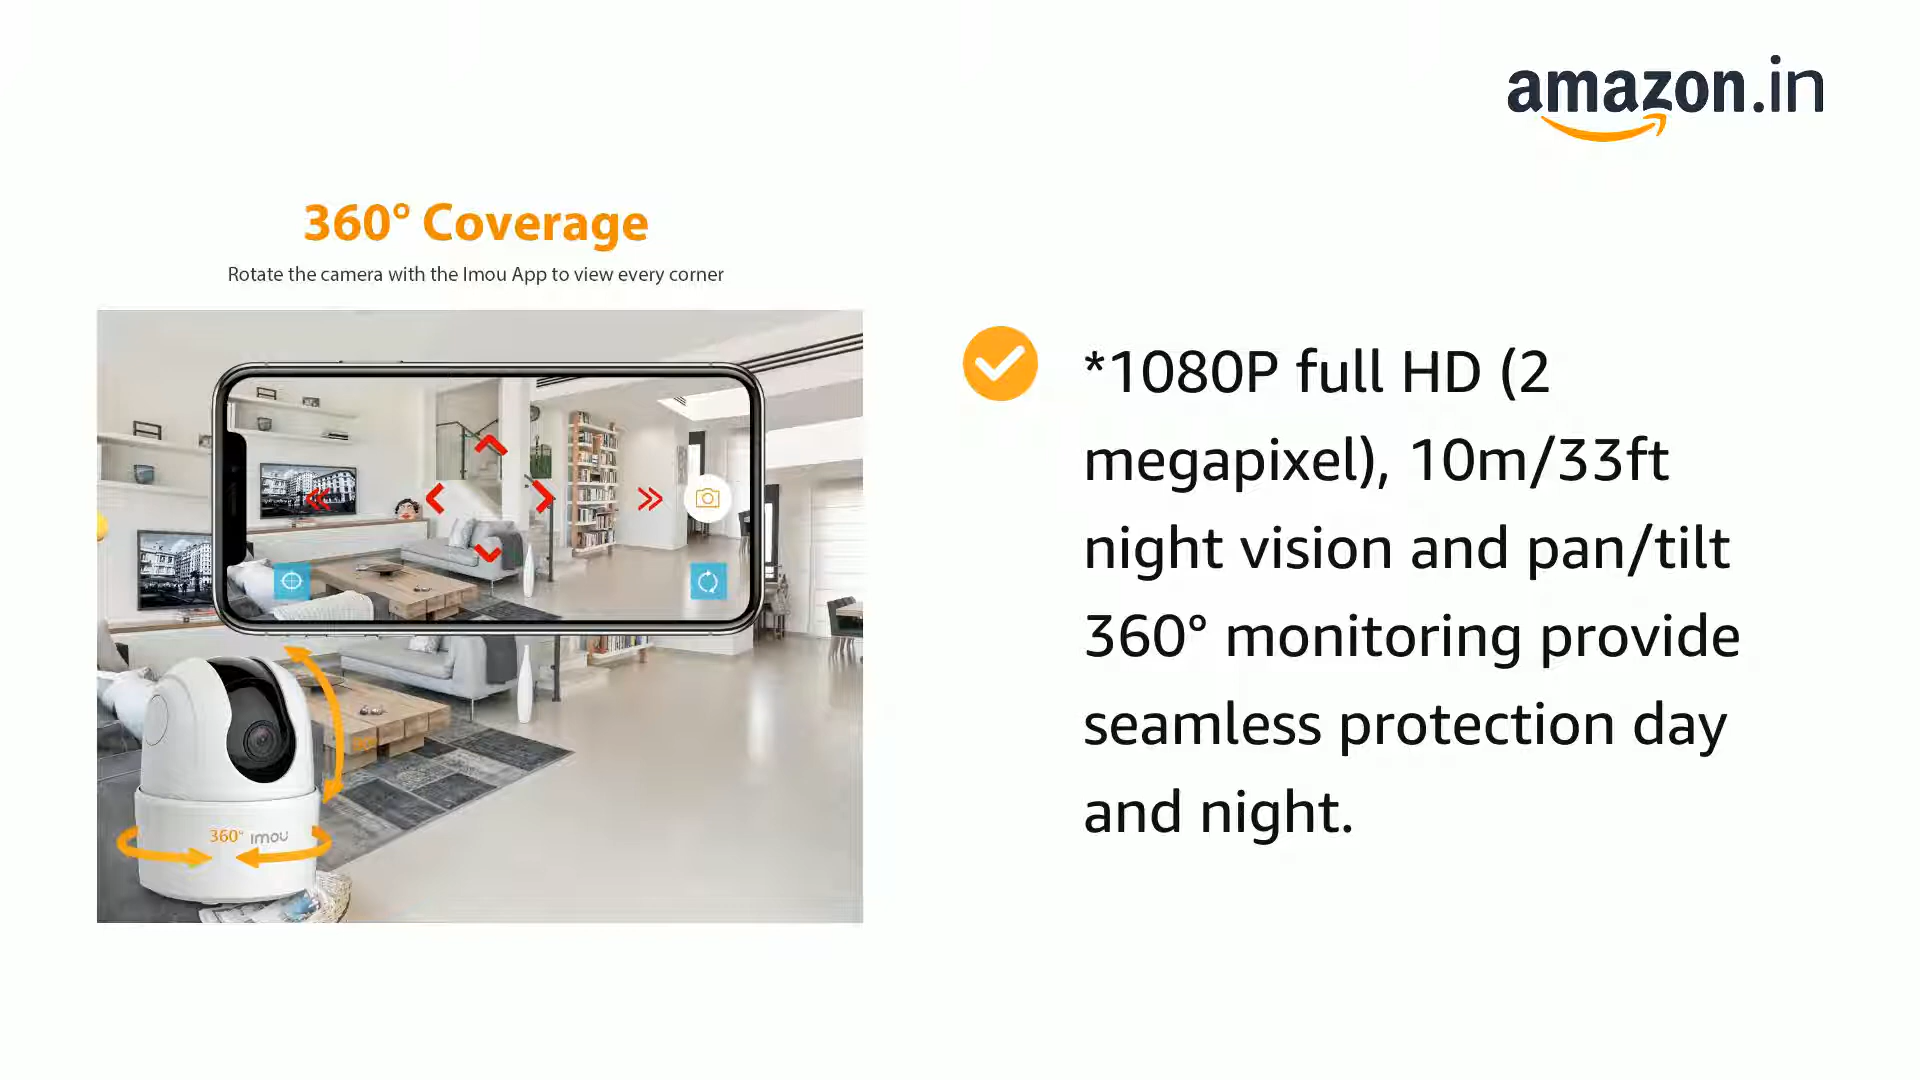 amazon.in
360° Coverage
Rotate the camera with the Imou App to view every corner
360° imou
*1080P full HD (2
megapixel), 10m/33ft
night vision and pan/tilt
360° monitoring provide
seamless protection day
and night.